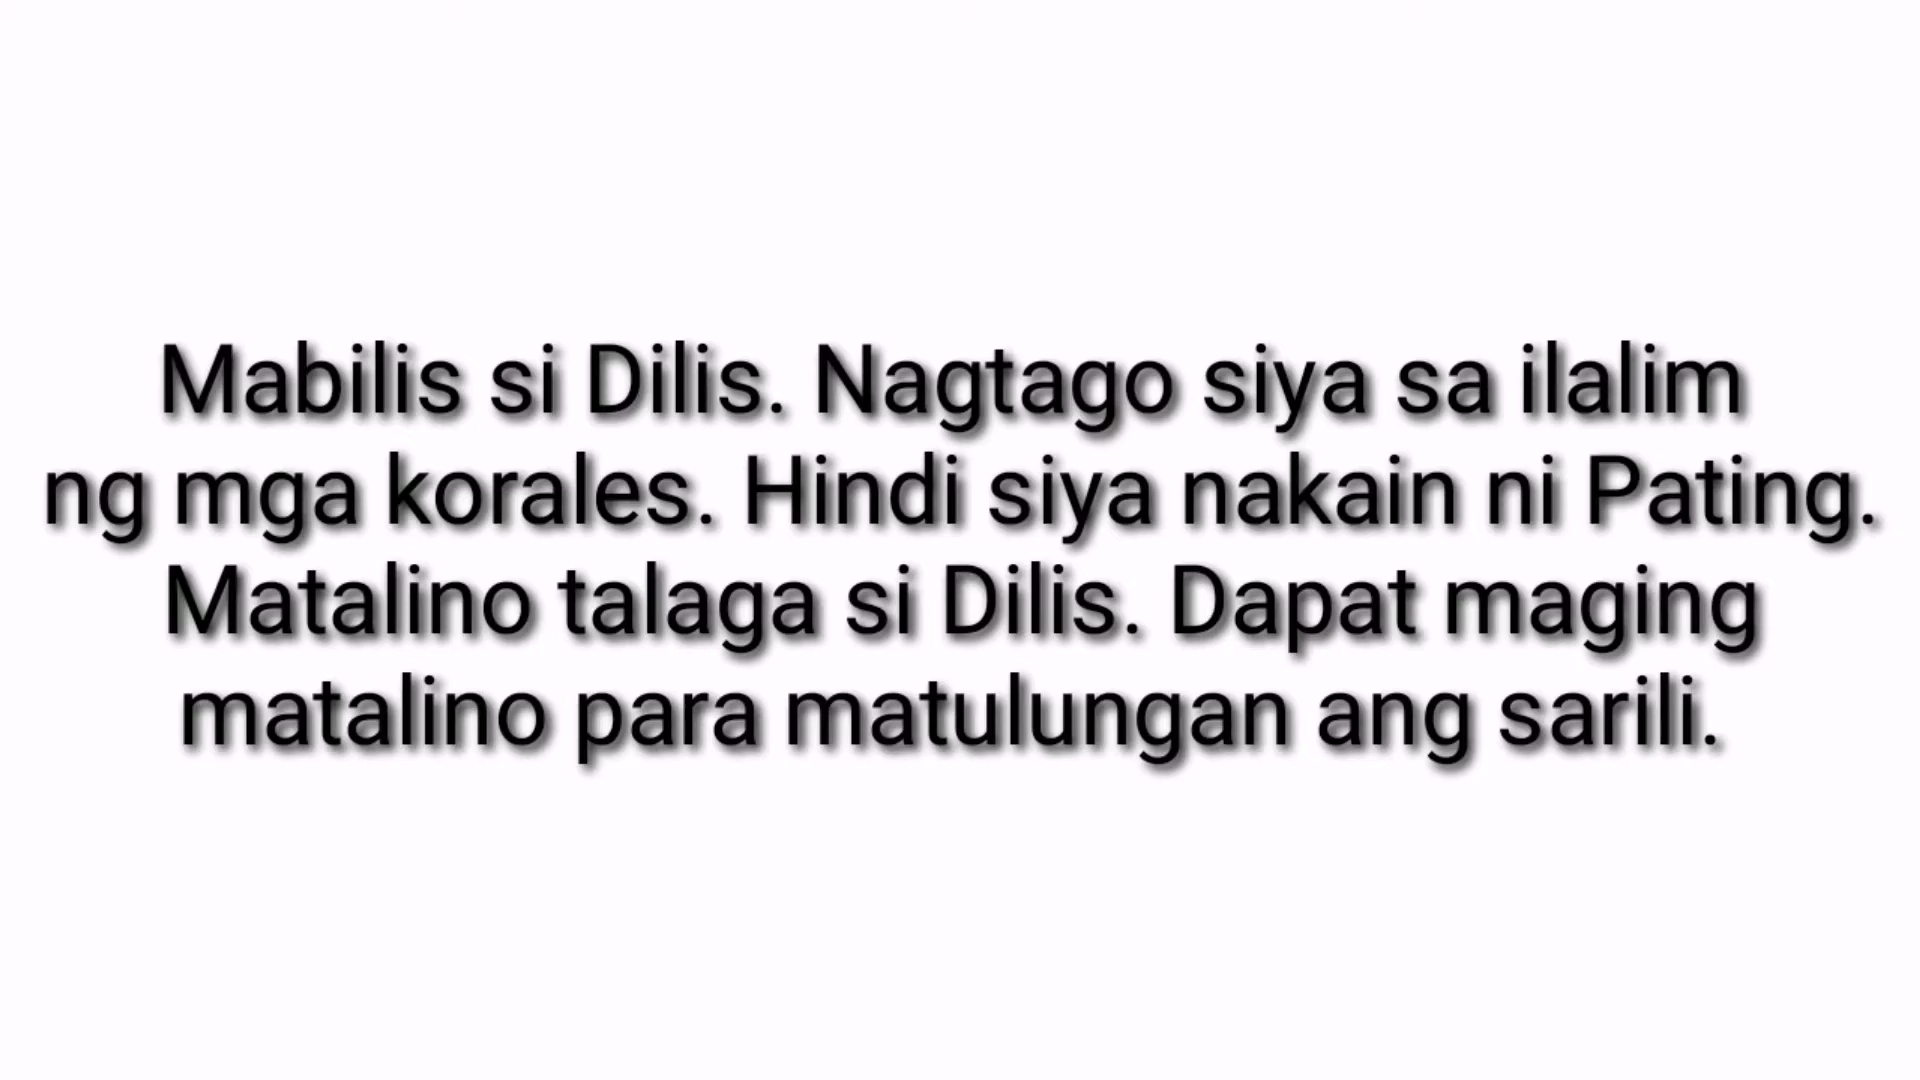 Mabilis si Dilis. Nagtago siya sa ilalim
ng mga korales. Hindi siya nakain ni Pating.
Matalino talaga si Dilis. Dapat maging
matalino para matulungan ang sarili.